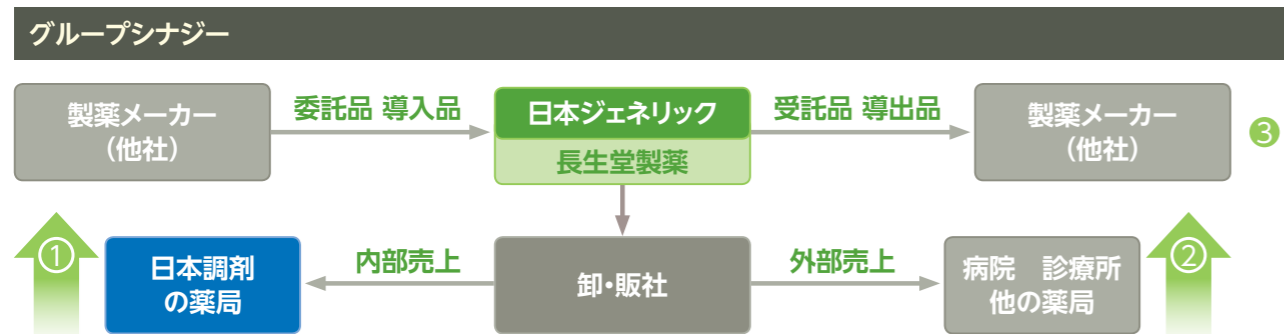 グループシナジー
製薬メーカー
（他社）
委託品 導入品
日本ジェネリック
長生堂製薬
受託品 導出品
製薬メーカー
（他社）
❸
①
日本調剤
の薬局
内部売上
卸・販社
外部売上
病院　診療所
他の薬局
②